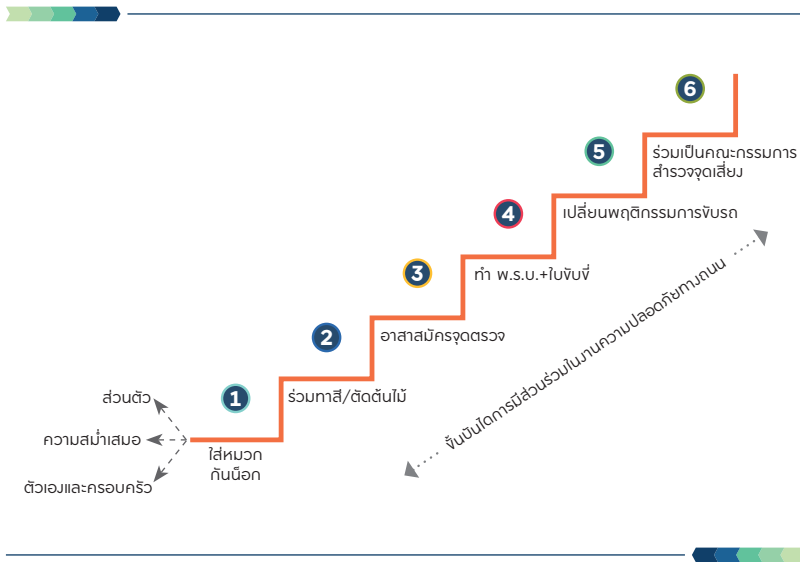 6
ร่วมเป็นคณะกรรมการ
สำรวจจุดเสี่ยง
5
เปลี่ยนพฤติกรรมการขับรถ
4
ทำ พ.ร.บ.+ใบขับขี่
3
อาสาสมัครจุดตรวจ
2
ร่วมทาสี/ตัดต้นไม้
1
ใส่หมวก
กันน็อก
ส่วนตัว
ความสม่ำเสมอ
ตัวเองและครอบครัว
ขั้นบันไดการมีส่วนร่วมในงานความปลอดภัยทางถนน